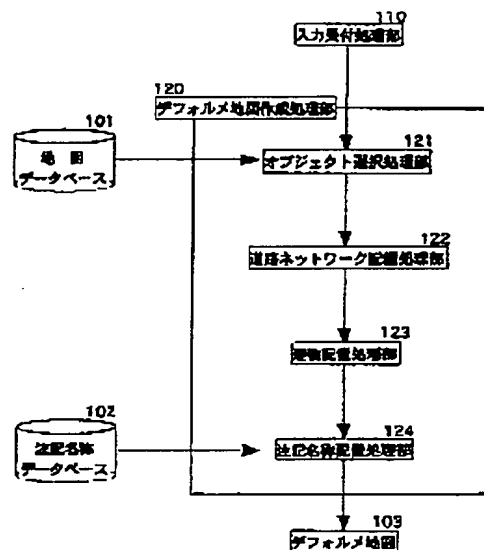 110
入力受付処理部
120
デフォルメ地図作成処理部
101
地 図
データベース
121
オブジェクト選択処理部
122
道路ネットワーク配置処理部
123
建物配置処理部
102
注記名称
データベース
124
注記名称配置処理部
103
デフォルメ地図